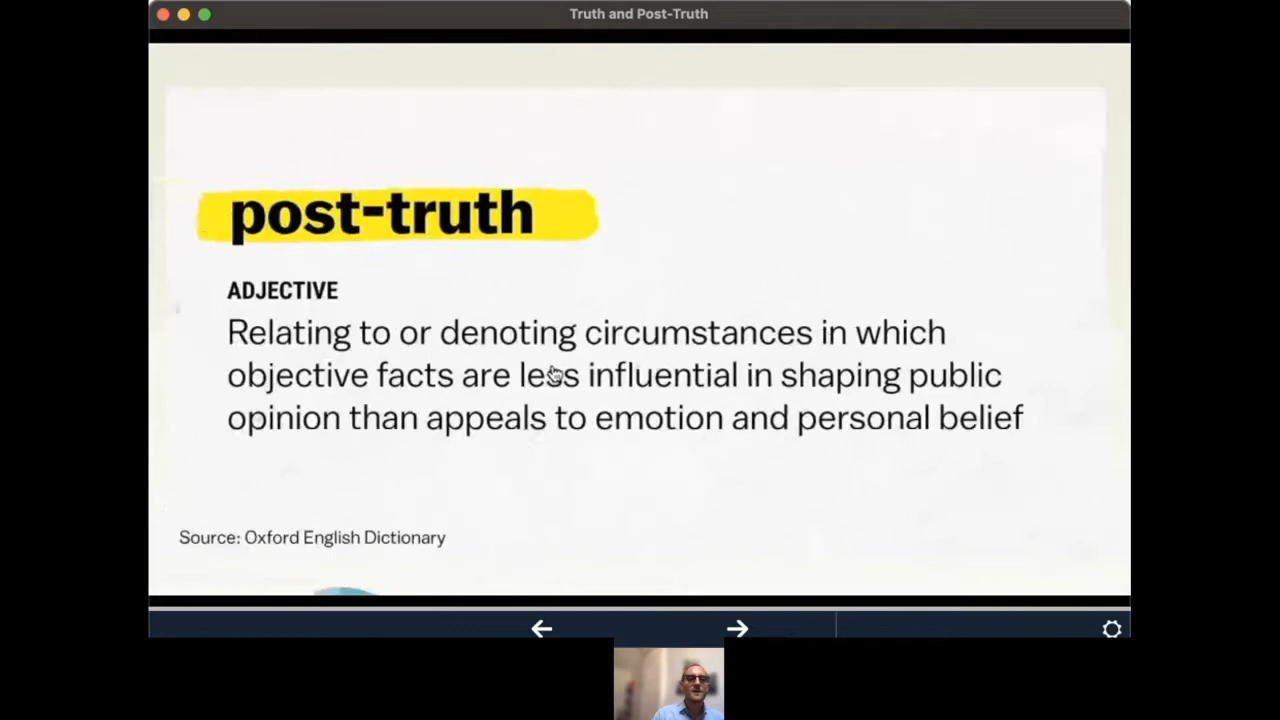 Truth and Post-Truth
post-truth
ADJECTIVE
Relating to or denoting circumstances in which
objective facts are less influential in shaping public
opinion than appeals to emotion and personal belief
Source: Oxford English Dictionary